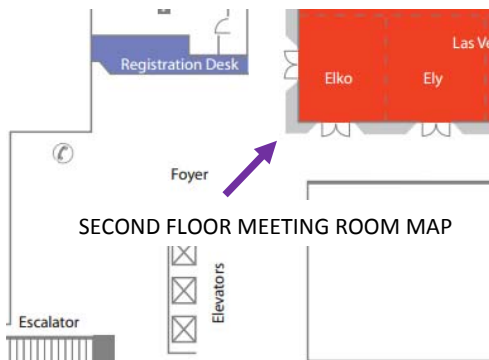 Las Ve
Registration Desk
Elko
Ely
Foyer
SECOND FLOOR MEETING ROOM MAP
Elevators
Escalator